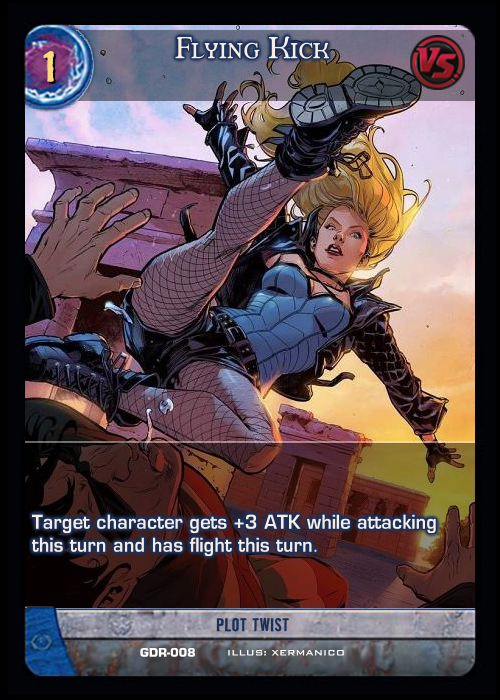 1
Flying Kick
VS.
Target character gets +3 ATK while attacking
this turn and has flight this turn.
PLOT TWIST
GDR-008 ILLUS: XERMANICO